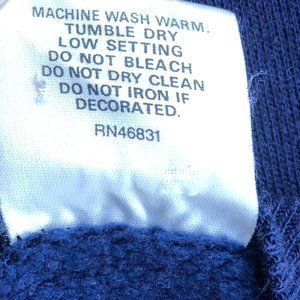 MACHINE WASH WARM.
TUMBLE DRY
LOW SETTING
DO NOT BLEACH
DO NOT DRY CLEAN
DO NOT IRON IF
DECORATED.
RN46831